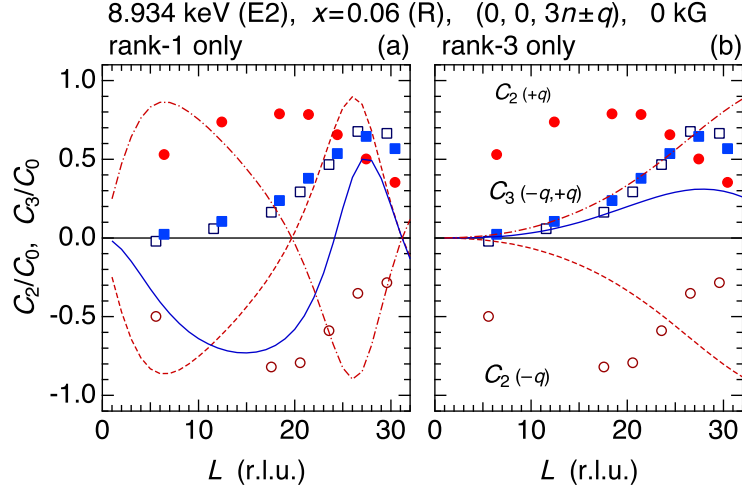 8.934 keV (E2), x=0.06 (R), (0, 0, 3n±q), 0 kG
rank-1 only (a) rank-3 only (b)
C2/C0, C3/C0
1.0
0.5
0.0
-0.5
-1.0
C2 (+q)
C3 (−q,+q)
C2 (−q)
0 10 20 30 0 10 20 30
L (r.l.u.) L (r.l.u.)